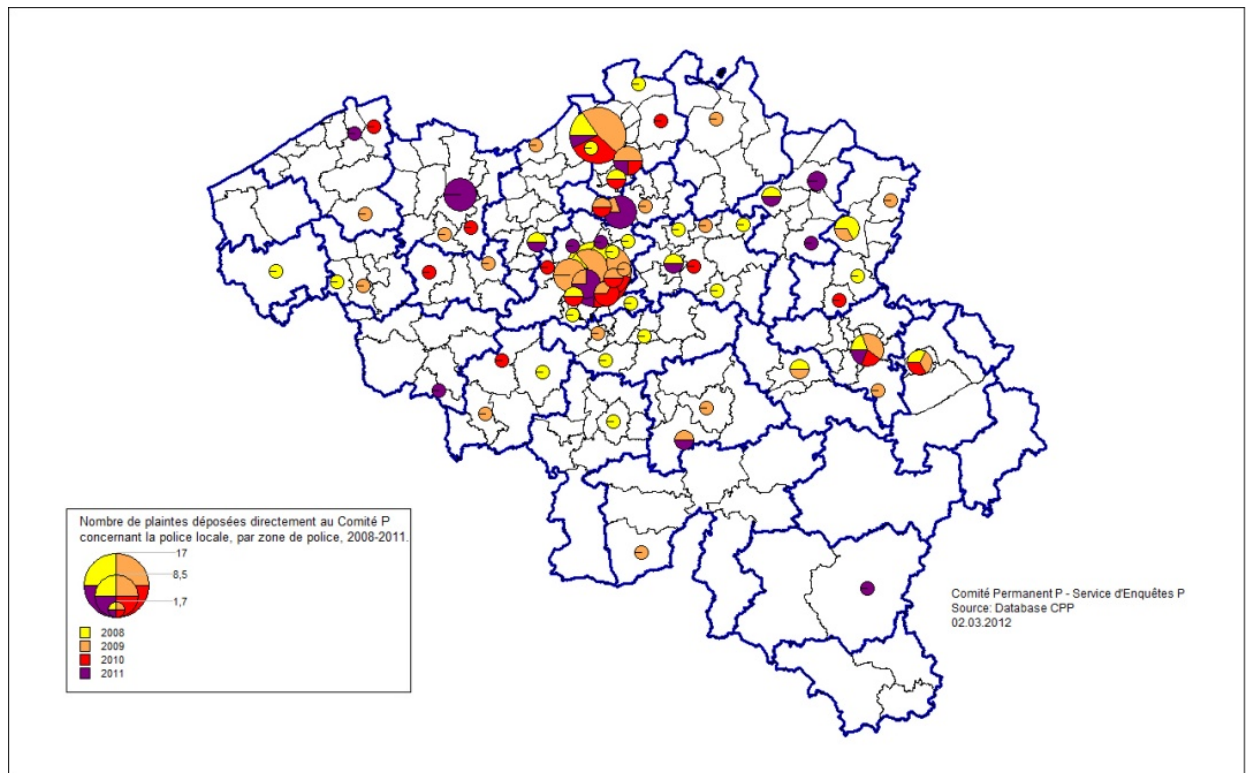 Nombre de plaintes déposées directement au Comité P
concernant la police locale, par zone de police, 2008-2011.
17
8,5
1,7
2008
2009
2010
2011
Comité Permanent P - Service d'Enquêtes P
Source: Database CPP
02.03.2012